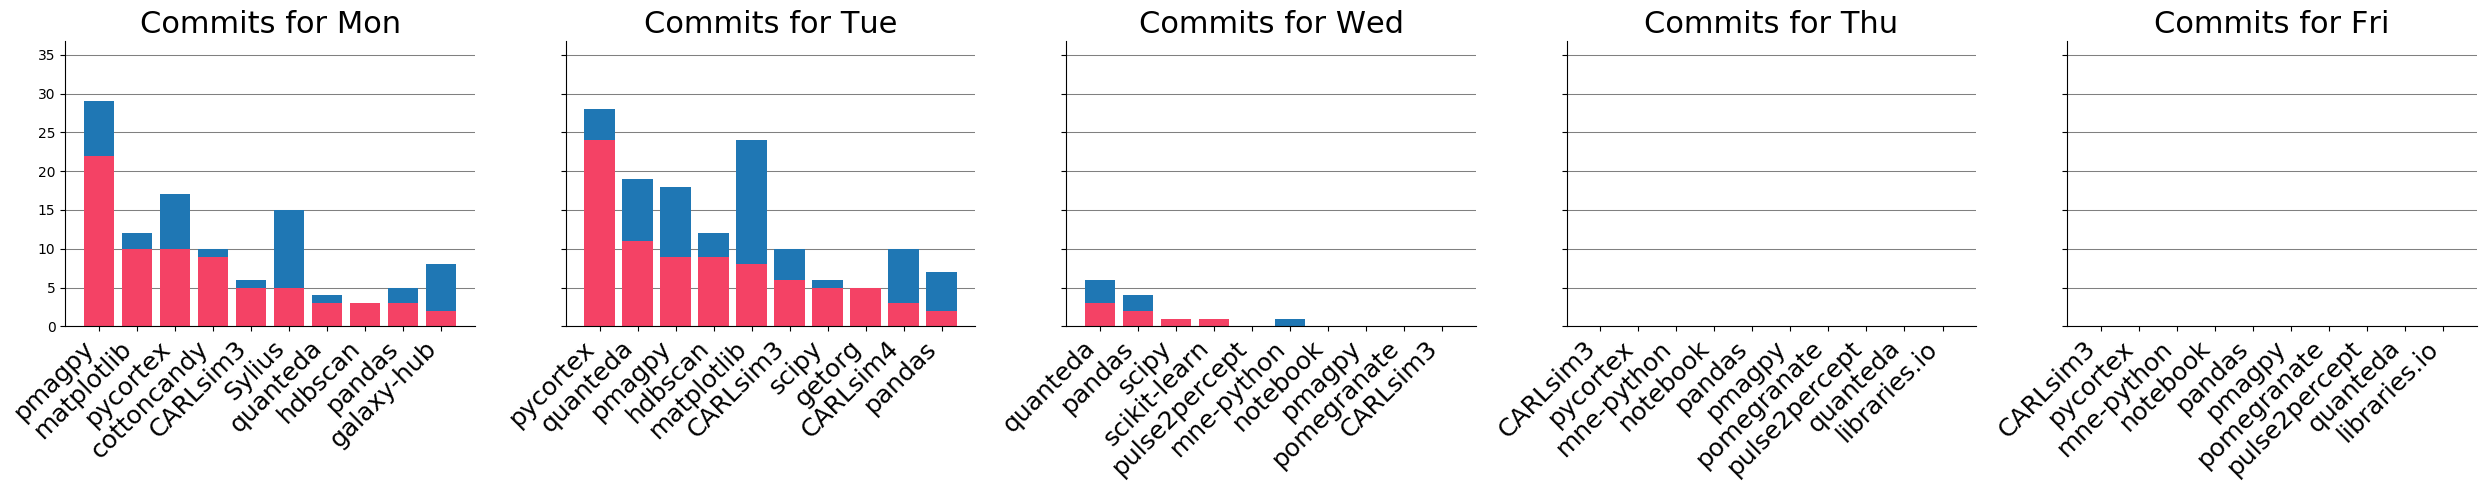 Commits for Mon
Commits for Tue
Commits for Wed
Commits for Thu
Commits for Fri
35
30
25
20
15
10
5
0
pmagpy
matplotlib
pycortex
cottoncandy
CARLsim3
Sylius
quanteda
hdbscan
pandas
galaxy-hub
pycortex
quanteda
pmagpy
hdbscan
matplotlib
CARLsim3
scipy
getorg
CARLsim4
pandas
quanteda
pandas
scipy
scikit-learn
pulse2percept
mne-python
notebook
pmagpy
pomegranate
CARLsim3
CARLsim3
pycortex
mne-python
notebook
pandas
pmagpy
pomegranate
pulse2percept
quanteda
libraries.io
CARLsim3
pycortex
mne-python
notebook
pandas
pmagpy
pomegranate
pulse2percept
quanteda
libraries.io